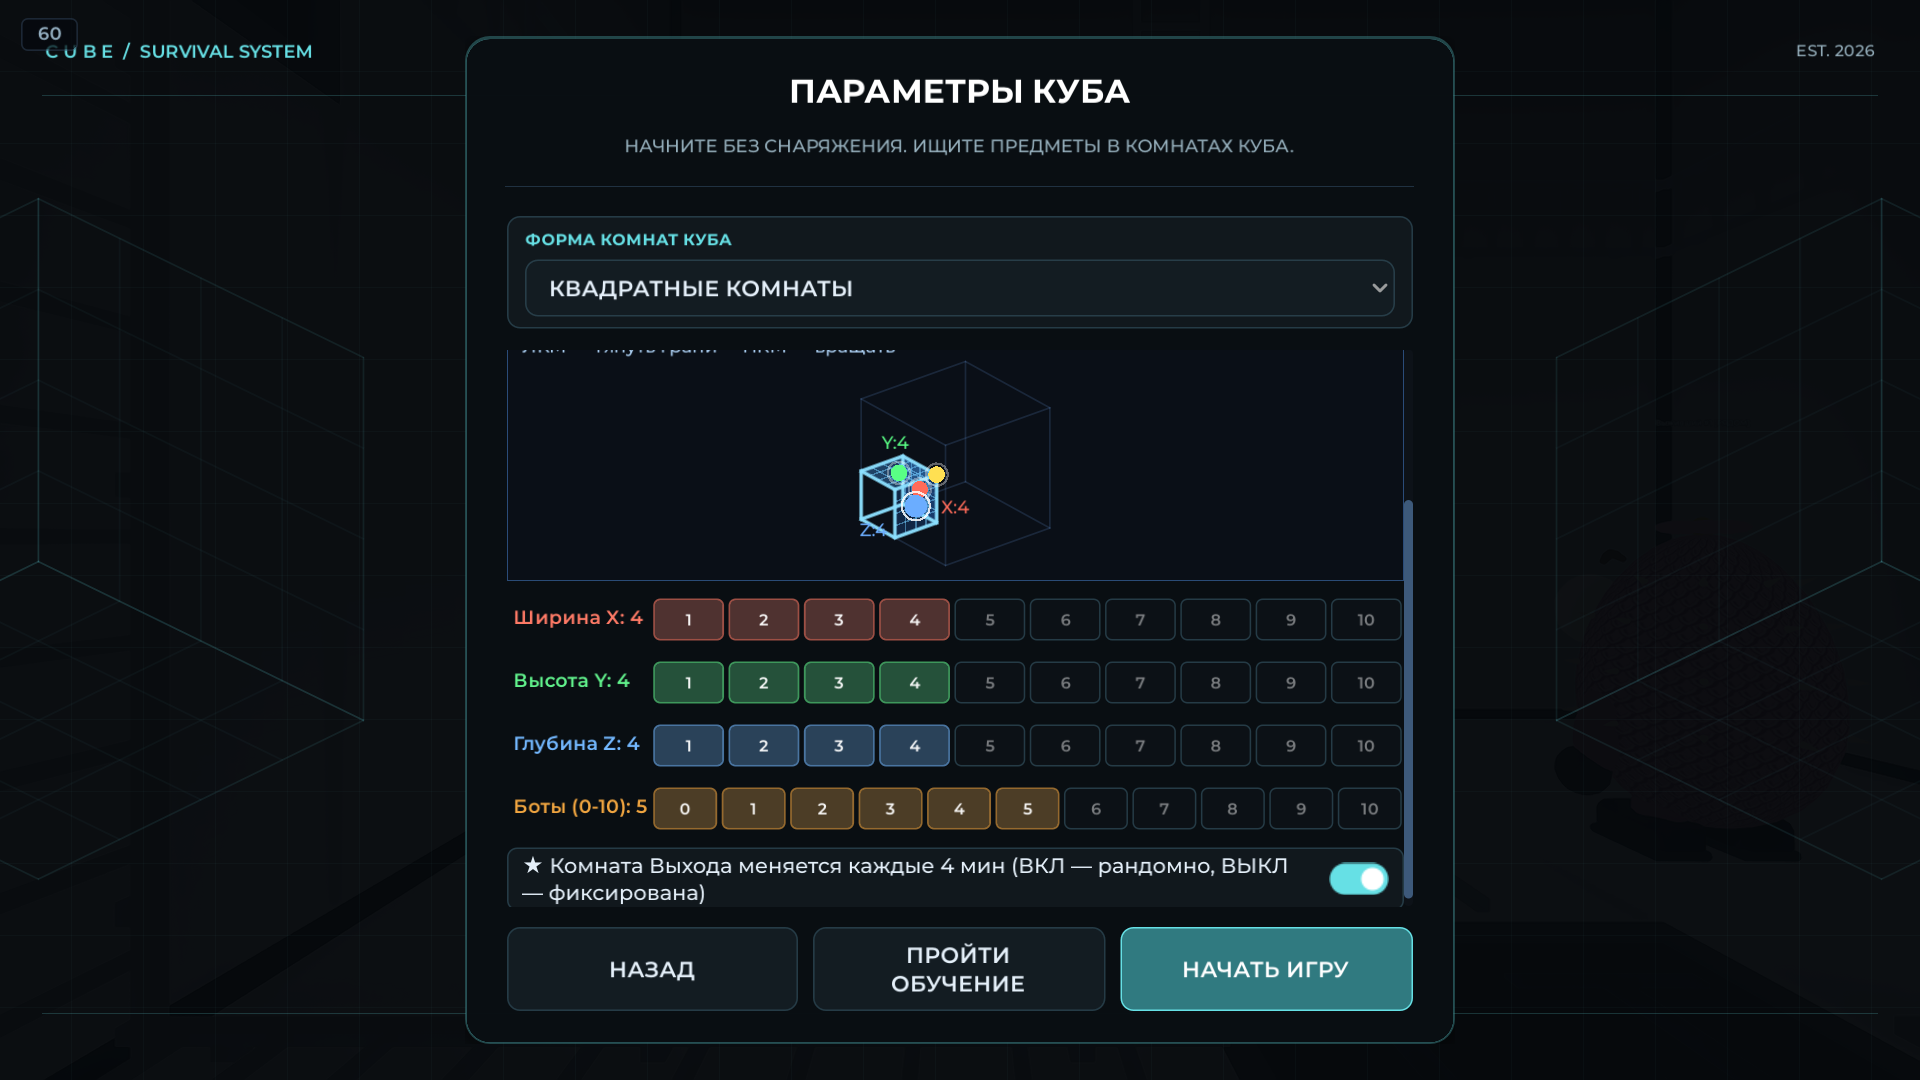 60
CUBE / SURVIVAL SYSTEM
EST. 2026
ПАРАМЕТРЫ КУБА
НАЧНИТЕ БЕЗ СНАРЯЖЕНИЯ. ИЩИТЕ ПРЕДМЕТЫ В КОМНАТАХ КУБА.
ФОРМА КОМНАТ КУБА
КВАДРАТНЫЕ КОМНАТЫ
Y:4
X:4
Z:4
Ширина X: 4 1 2 3 4 5 6 7 8 9 10
Высота Y: 4 1 2 3 4 5 6 7 8 9 10
Глубина Z: 4 1 2 3 4 5 6 7 8 9 10
Боты (0-10): 5 0 1 2 3 4 5 6 7 8 9 10
★ Комната Выхода меняется каждые 4 мин (ВКЛ — рандомно, ВЫКЛ
— фиксирована)
НАЗАД
ПРОЙТИ
ОБУЧЕНИЕ
НАЧАТЬ ИГРУ